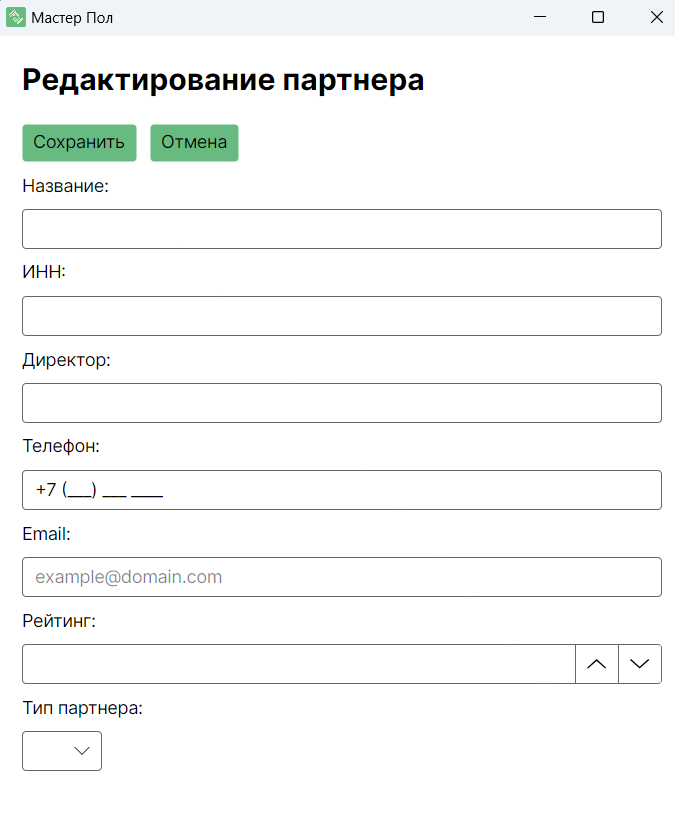 Мастер Пол
Редактирование партнера
Сохранить Отмена
Название:
ИНН:
Директор:
Телефон:
+7 (___) ___ ____
Email:
example@domain.com
Рейтинг:
Тип партнера: